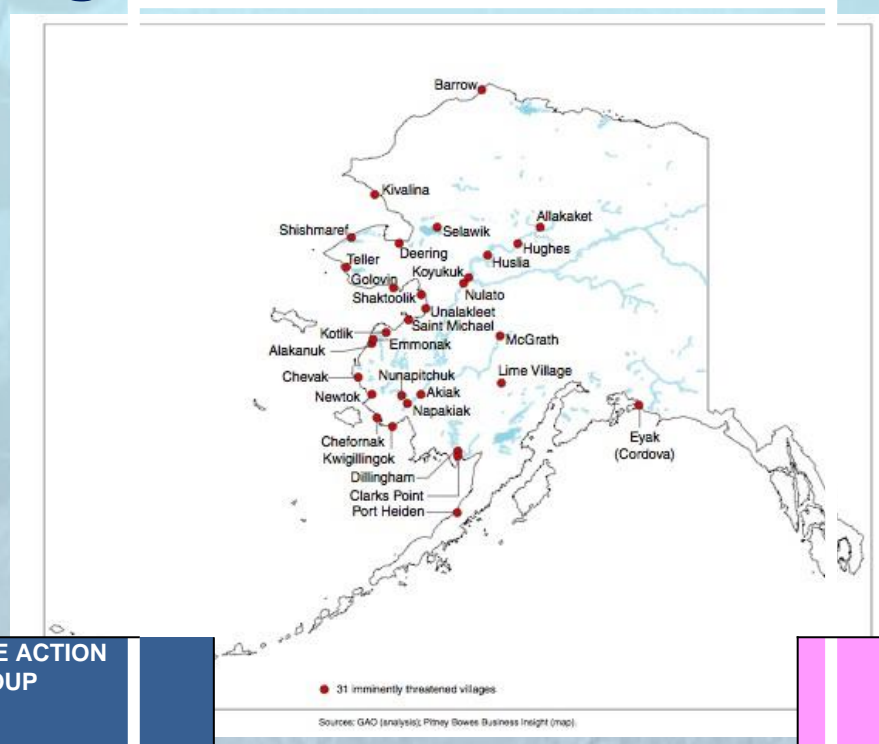 Barrow
Kivalina
Allakaket
Shishmaref
Selawik
Hughes
Deering
Huslia
Teller
Koyukuk
Golovin
Nulato
Shaktoolik
Unalakleet
Saint Michael
Kotlik
McGrath
Emmonak
Alakanuk
Lime Village
Chevak
Nunapitchuk
Newtok
Akiak
Napakiak
Eyak
(Cordova)
Chefornak
Kwigillingok
Dillingham
Clarks Point
Port Heiden
E ACTION
OUP
31 imminently threatened villages
Sources: GAO (analysis); Pitney Bowes Business Insight (map).